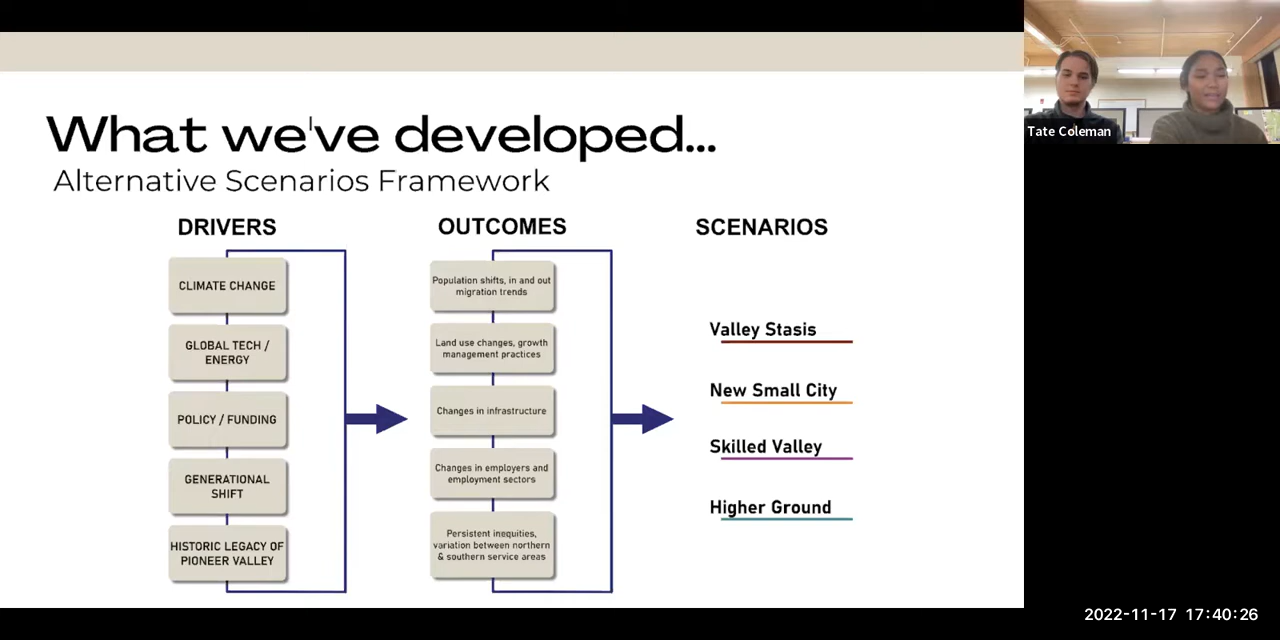 What we've developed...
Alternative Scenarios Framework
DRIVERS
CLIMATE CHANGE
GLOBAL TECH /
ENERGY
POLICY / FUNDING
GENERATIONAL
SHIFT
HISTORIC LEGACY OF
PIONEER VALLEY
OUTCOMES
Population shifts, in and out
migration trends
Land use changes, growth
management practices
Changes in infrastructure
Changes in employers and
employment sectors
Persistent inequities,
variation between northern
& southern service areas
SCENARIOS
Valley Stasis
New Small City
Skilled Valley
Higher Ground
Tate Coleman
2022-11-17 17:40:26